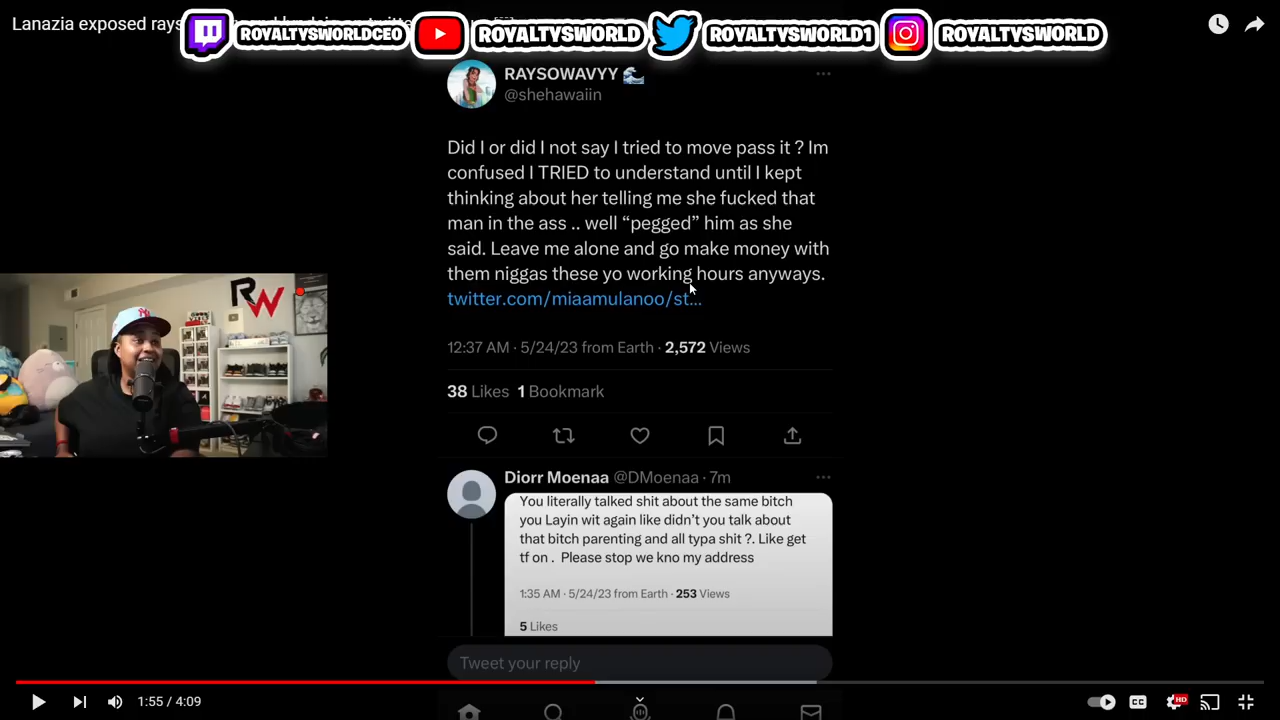 Lanazia exposed rays
ROYALTYSWORLDCEO
ROYALTYSWORLD
ROYALTYSWORLD1
ROYALTYSWORLD
RAYSOWAVYY 🌊
@shehawaiin
Did I or did I not say I tried to move pass it ? Im
confused I TRIED to understand until I kept
thinking about her telling me she fucked that
man in the ass .. well “pegged” him as she
said. Leave me alone and go make money with
them niggas these yo working hours anyways.
twitter.com/miaamulanoo/st...
12:37 AM · 5/24/23 from Earth · 2,572 Views
38 Likes 1 Bookmark
RW
Diorr Moenaa @DMoenaa · 7m
You literally talked shit about the same bitch
you Layin wit again like didn’t you talk about
that bitch parenting and all typa shit ?. Like get
tf on . Please stop we kno my address
1:35 AM · 5/24/23 from Earth · 253 Views
5 Likes
Tweet your reply
1:55 / 4:09
CC
HD